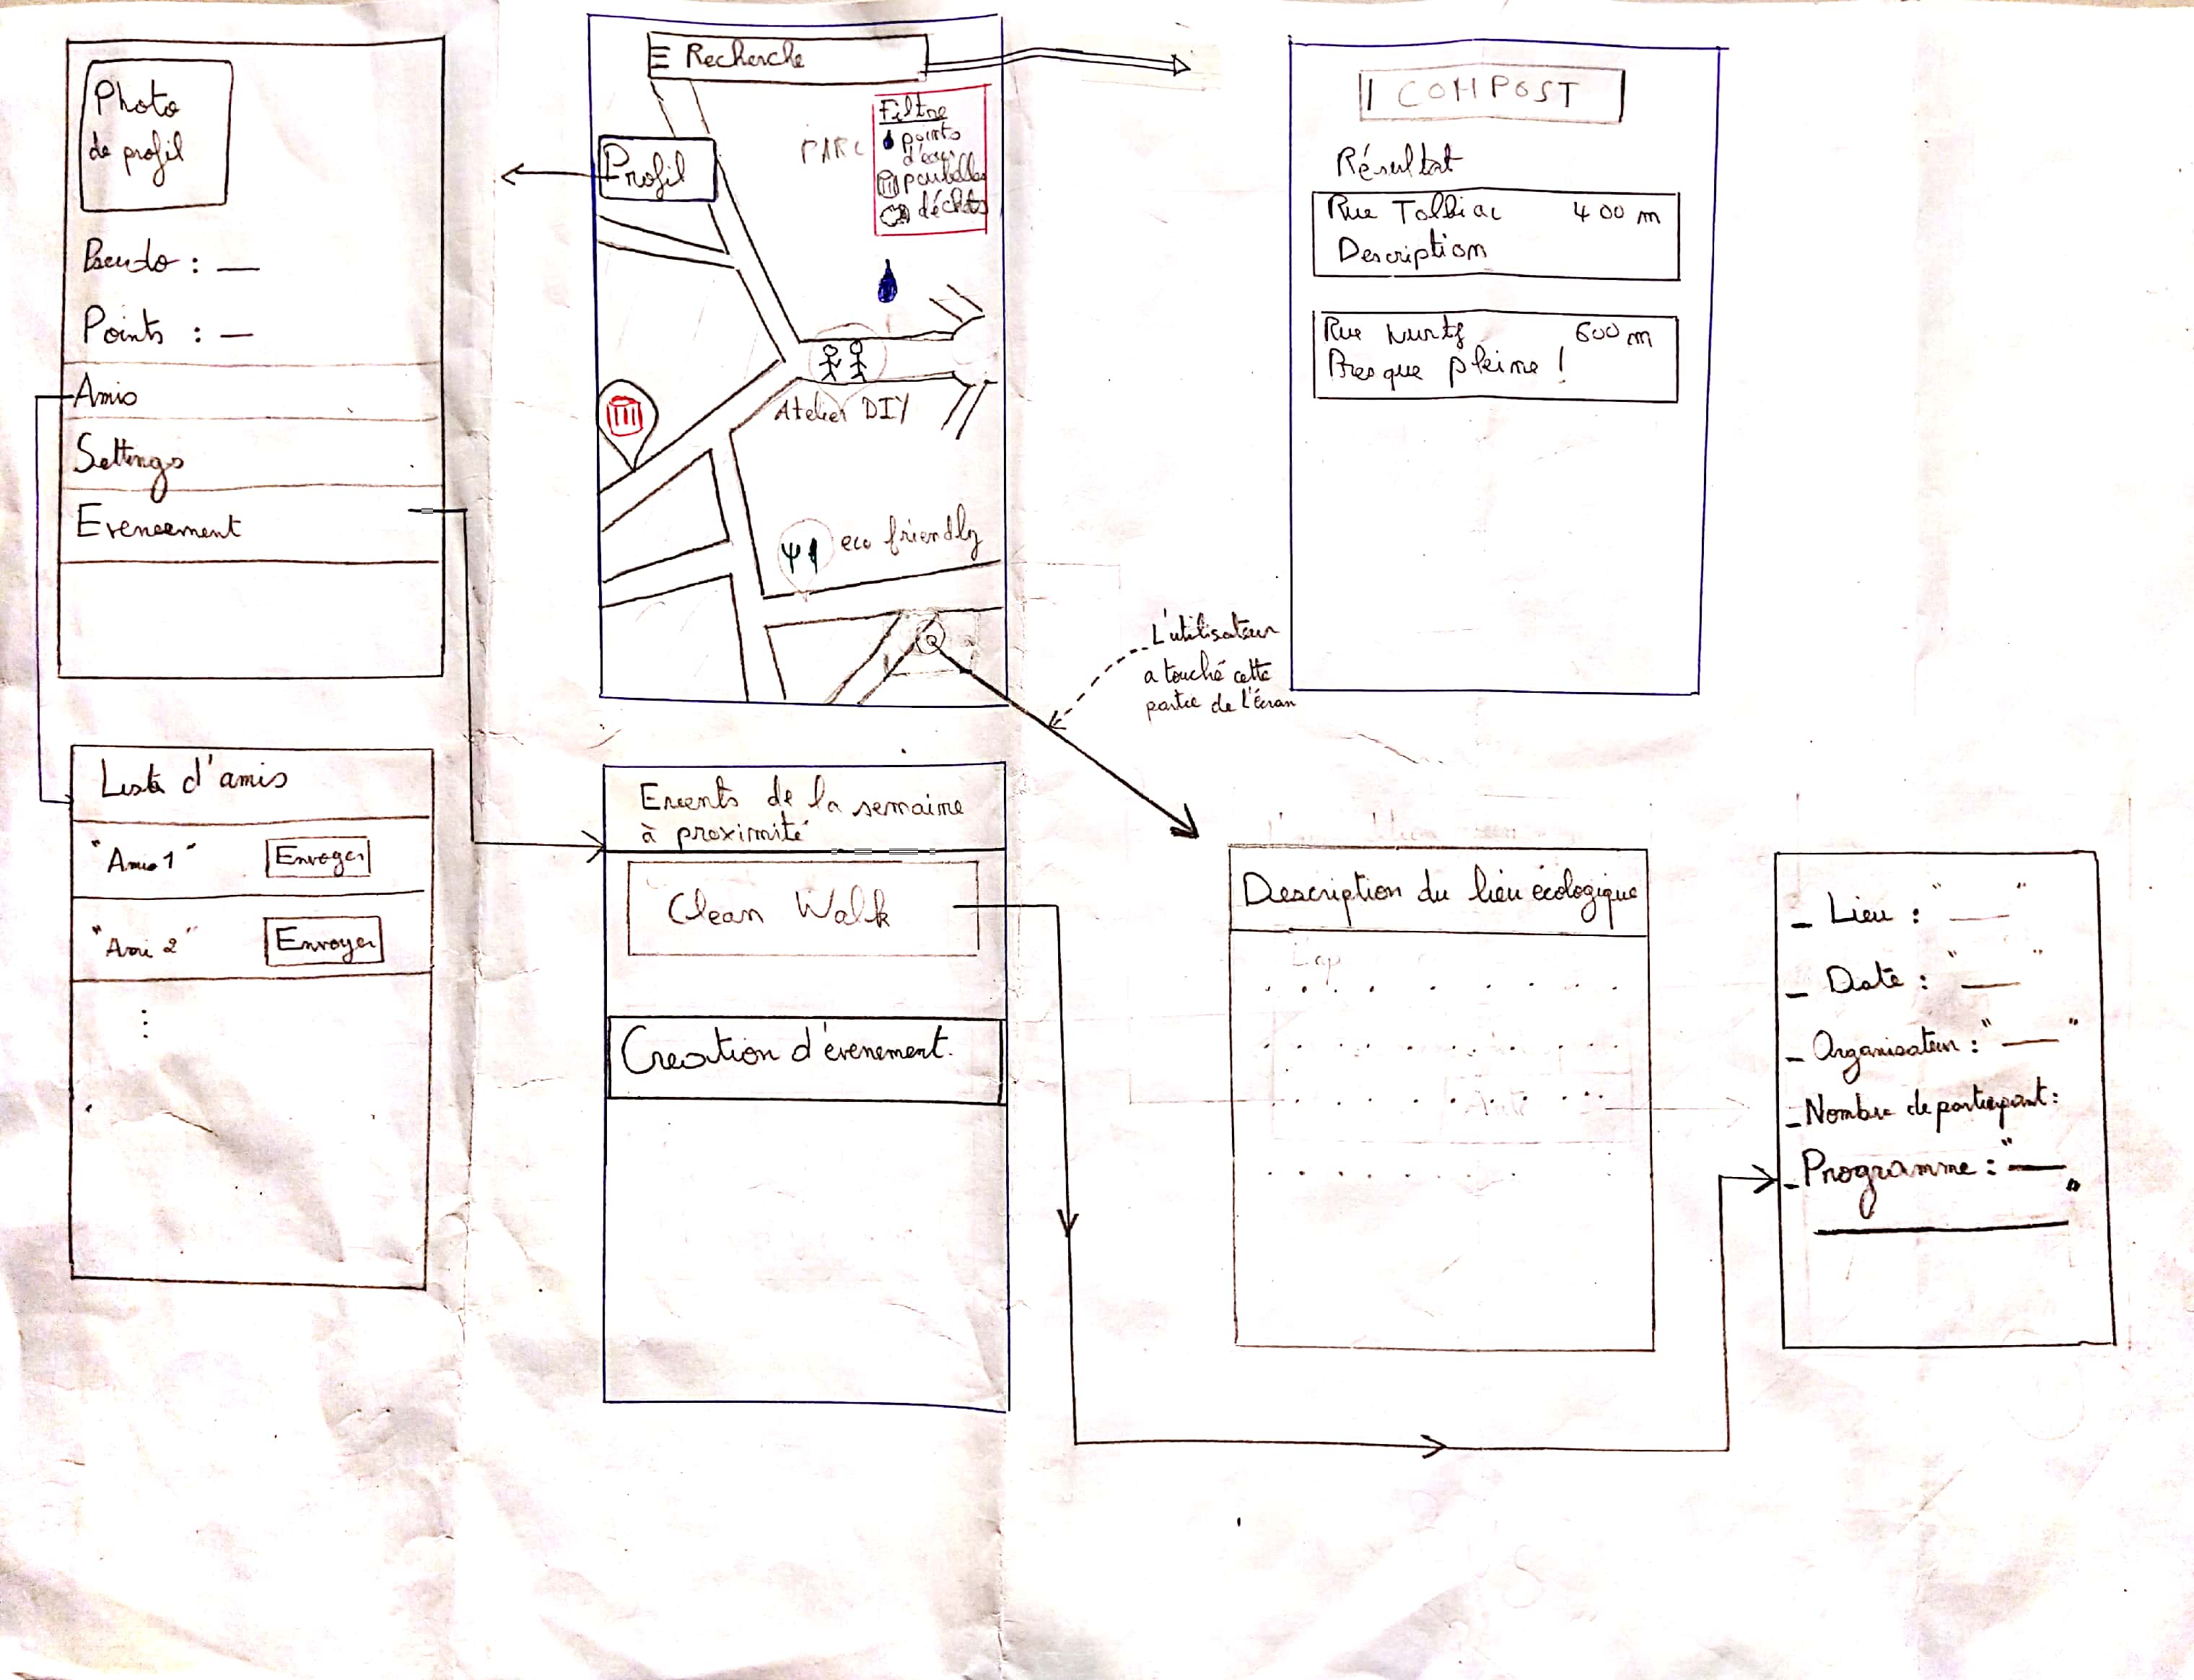 Photo
de profil
Pseudo : __
Points : __
Amis
Settings
Evenement
Recherche
Profil
PARC
Filtre
points
d'eau
poubelles
déchets
Atelier DIY
eco friendly
COMPOST
Résultat
Rue Tolbiac 400 m
Description
Rue 600 m
Presque pleine !
L'utilisateur
a touché cette
partie de l'écran
Liste d'amis
"Ami 1" Envoyer
"Ami 2" Envoyer
Events de la semaine
à proximité
Clean Walk
Creation d'évenement.
Description du lieu écologique
- Lieu : "__"
- Date : "__"
- Organisateur : "__"
- Nombre de participant :
- Programme : "__"